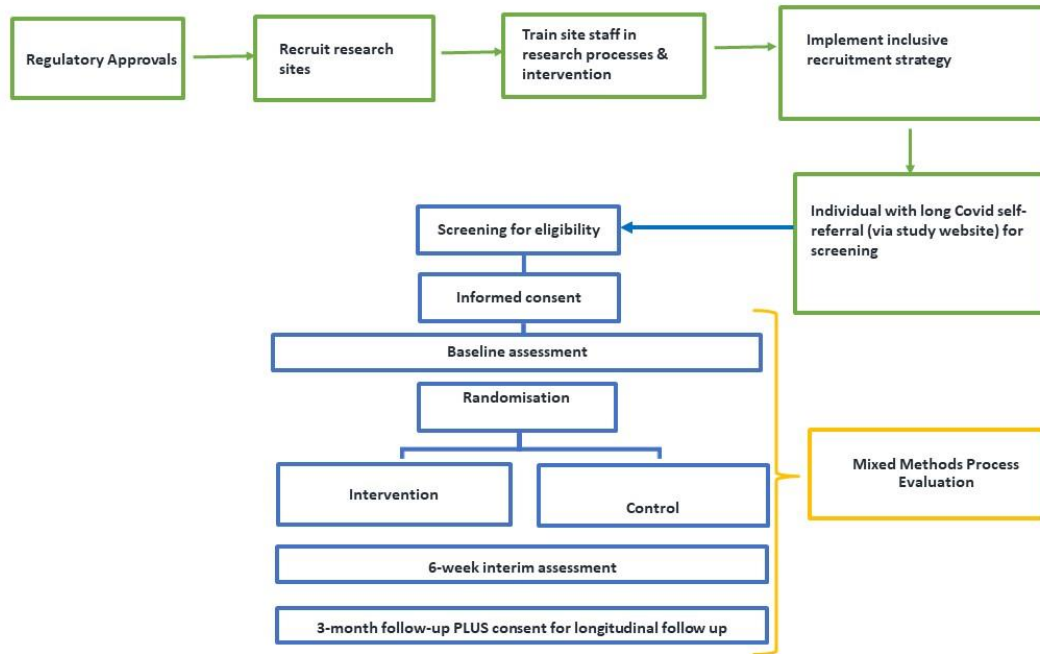 Regulatory Approvals
Recruit research
sites
Train site staff in
research processes &
intervention
Implement inclusive
recruitment strategy
Individual with long Covid self-
referral (via study website) for
screening
Screening for eligibility
Informed consent
Baseline assessment
Randomisation
Intervention
Control
6-week interim assessment
3-month follow-up PLUS consent for longitudinal follow up
Mixed Methods Process
Evaluation